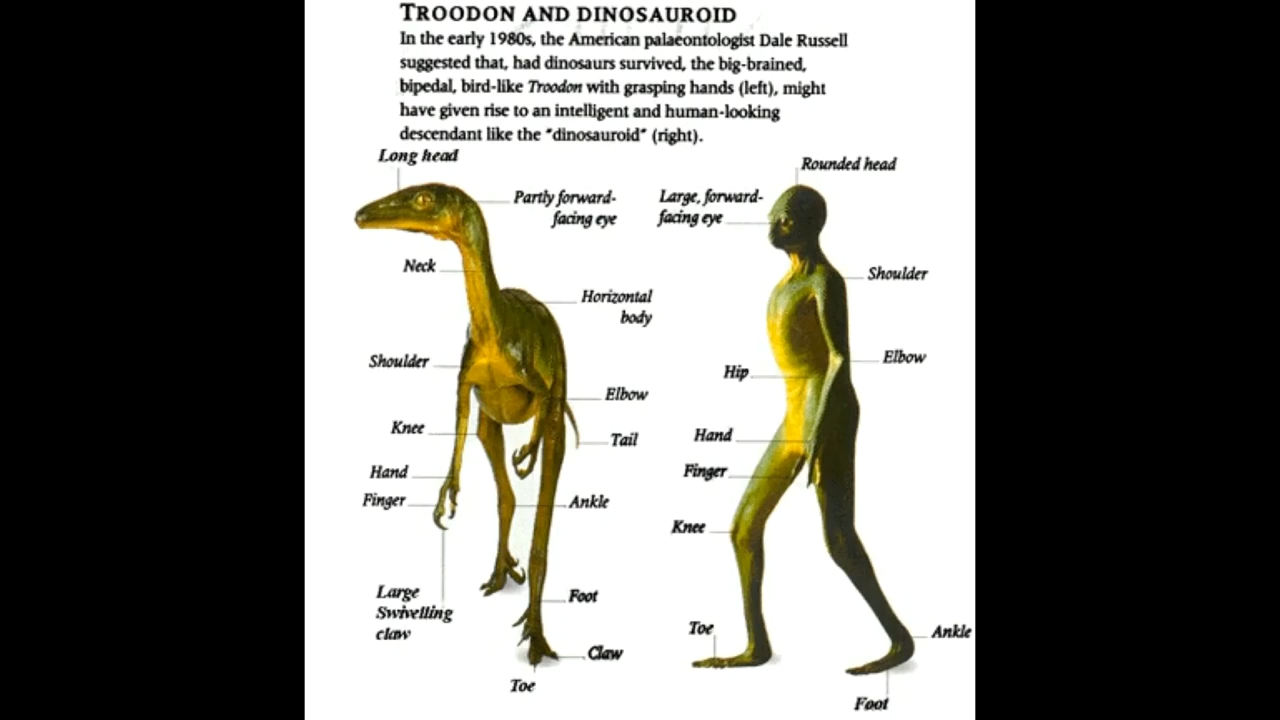 TROODON AND DINOSAUROID
In the early 1980s, the American palaeontologist Dale Russell
suggested that, had dinosaurs survived, the big-brained,
bipedal, bird-like Troodon with grasping hands (left), might
have given rise to an intelligent and human-looking
descendant like the "dinosauroid" (right).
Long head
Partly forward-
facing eye
Neck
Horizontal
body
Shoulder
Elbow
Knee
Tail
Hand
Finger
Ankle
Large
Swivelling
claw
Foot
Claw
Toe
Rounded head
Large, forward-
facing eye
Shoulder
Elbow
Hip
Hand
Finger
Knee
Toe
Ankle
Foot